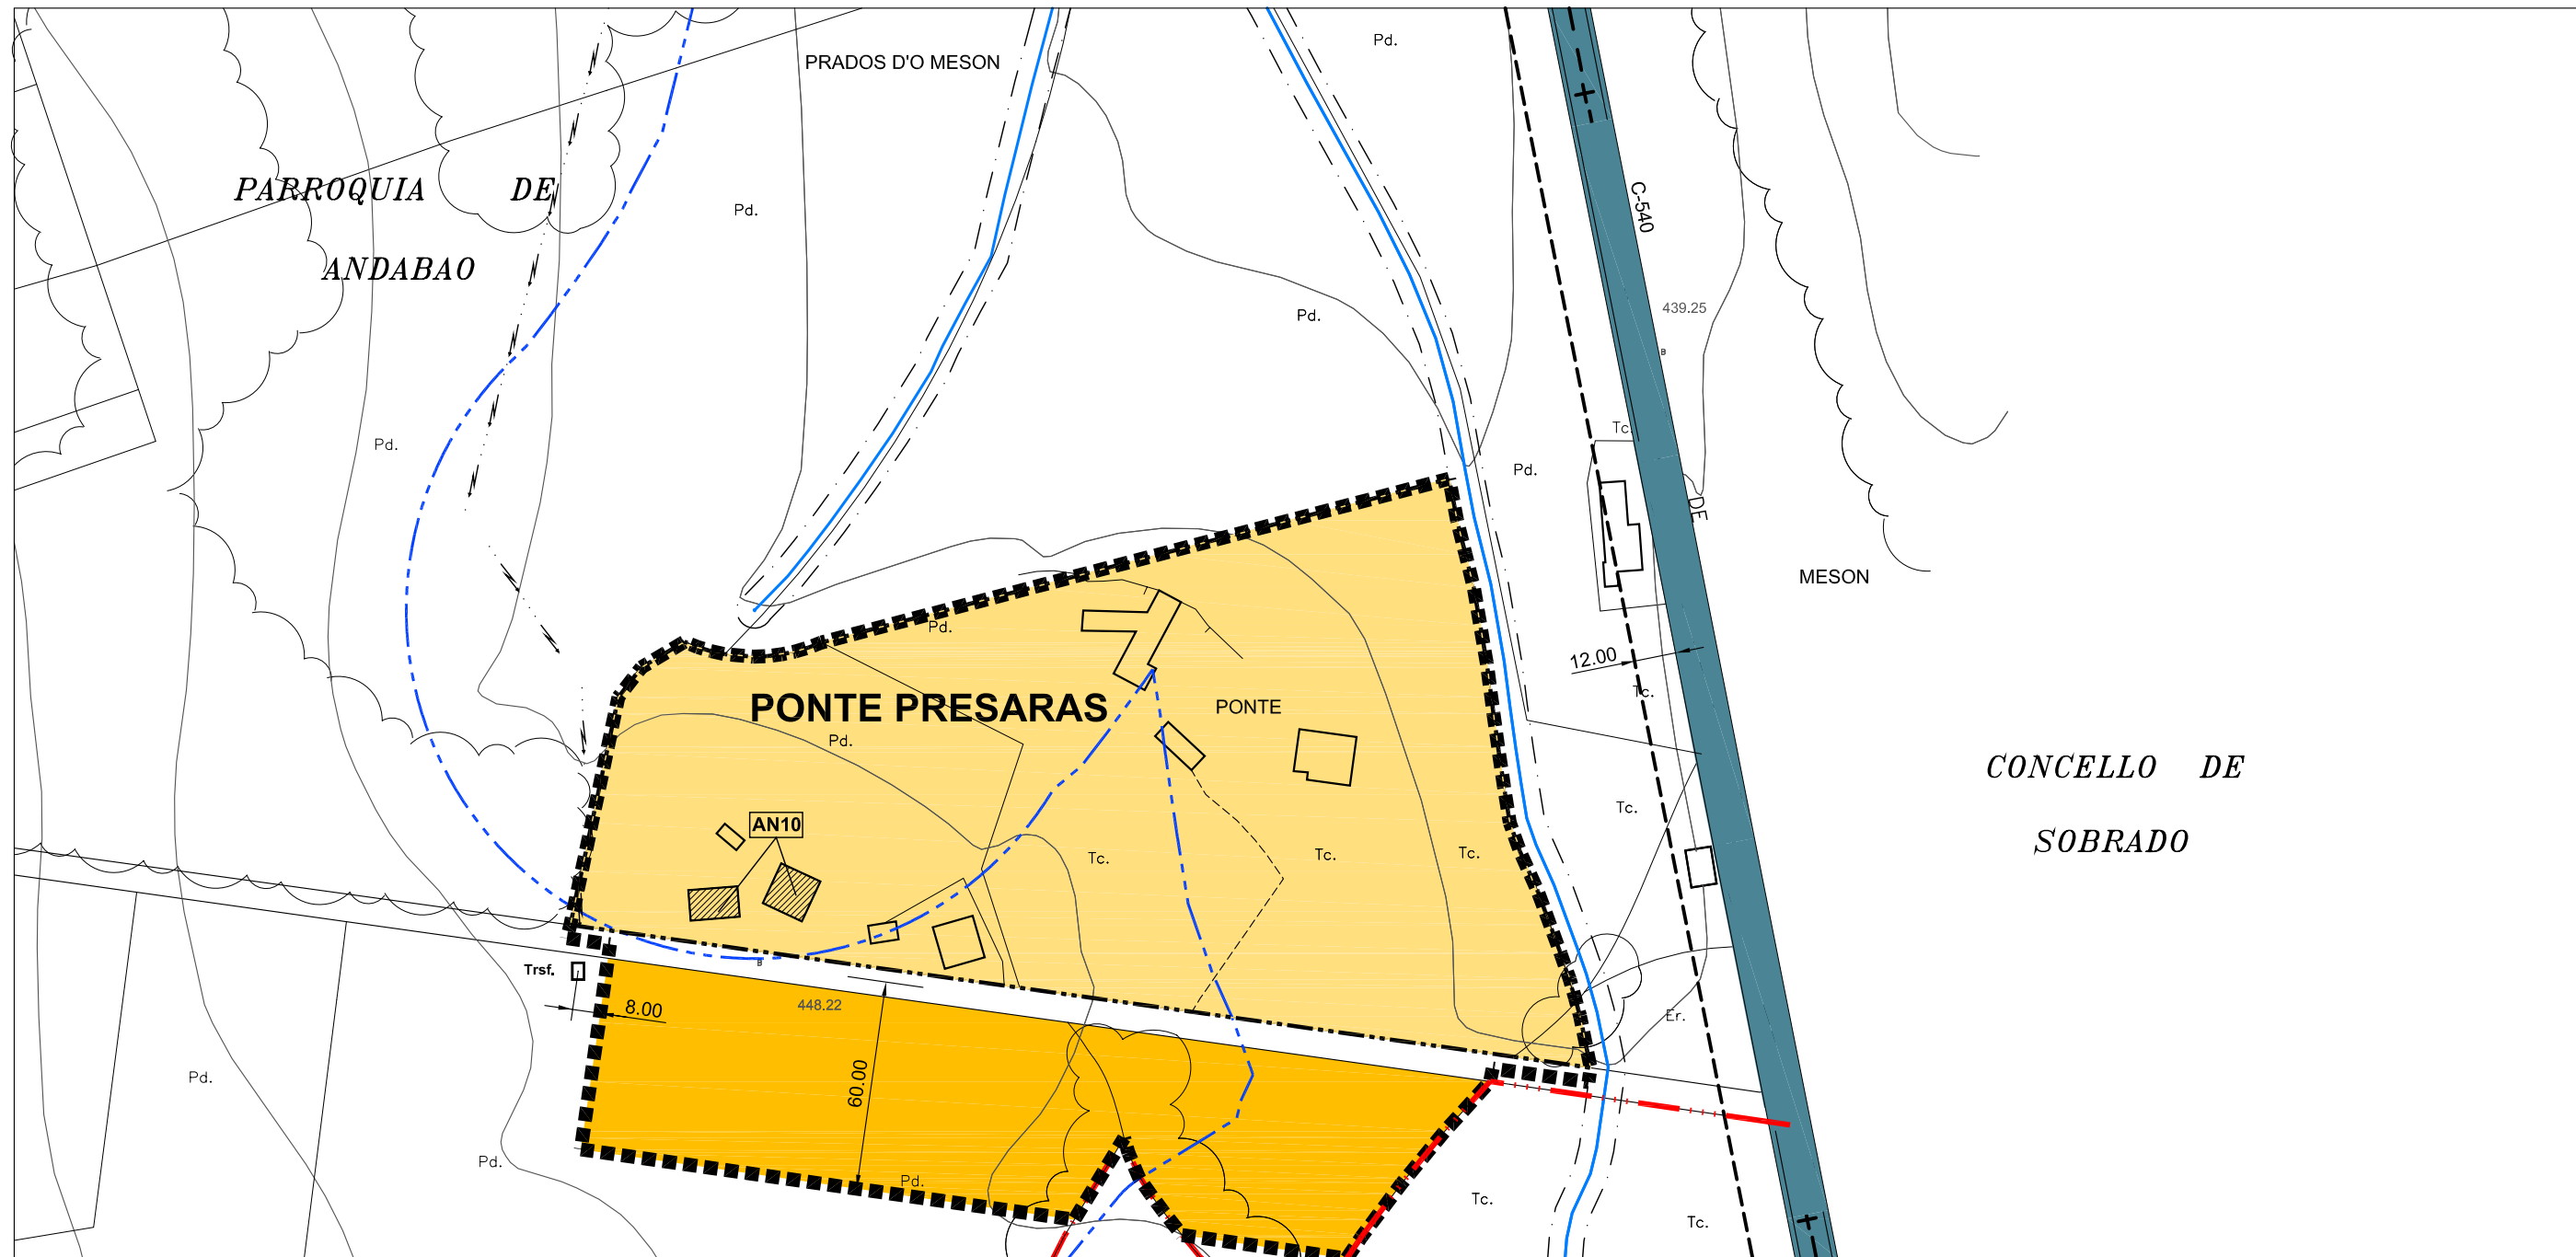 Pd.
PRADOS D'O MESON
PARROQUIA DE
ANDABAO
C-540
Pd.
439.25
Pd.
B
Tc.
Pd.
Pd.
DE
MESON
Pd.
12.00
Tc.
PONTE PRESARAS
PONTE
Pd.
CONCELLO DE
SOBRADO
Tc.
AN10
Tc.
Tc.
Tc.
B
Trsf.
8.00
448.22
Er.
60.00
Pd.
Pd.
Pd.
Tc.
Tc.